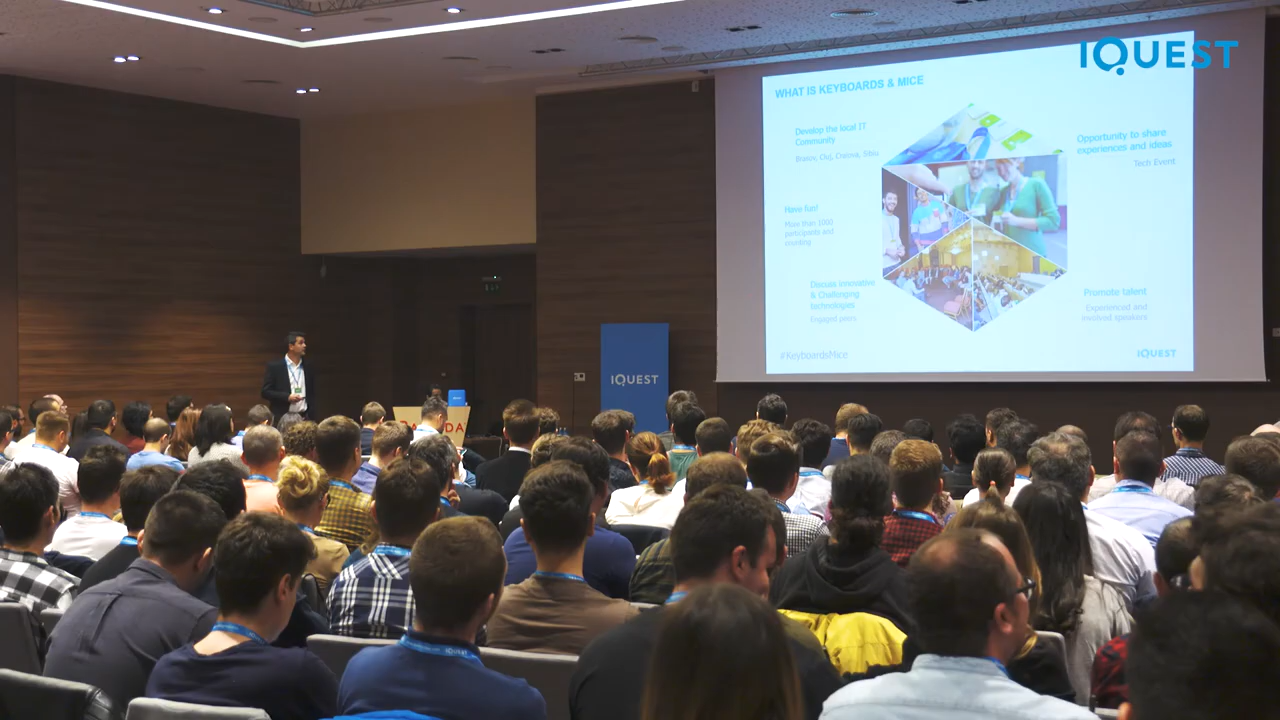 IQUEST
WHAT IS KEYBOARDS & MICE
Develop the local IT
Community
Brasov, Cluj, Craiova, Sibiu
Opportunity to share
experiences and ideas
Tech Event
Have fun!
More than 1000
participants and
counting
Discuss innovative
& Challenging
technologies
Engaged peers
Promote talent
Experienced and
involved speakers
#KeyboardsMice
IQUEST
IQUEST
IQUEST